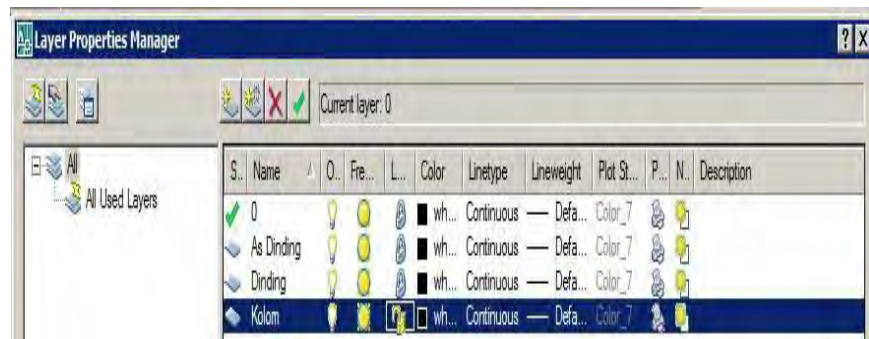 Layer Properties Manager
Current layer: 0
All
All Used Layers
S.. Name O.. Fre... L... Color Linetype Lineweight Plot St... P... N.. Description
0 wh... Continuous Defa... Color_7
As Dinding wh... Continuous Defa... Color_7
Dinding wh... Continuous Defa... Color_7
Kolom wh... Continuous Defa... Color_7